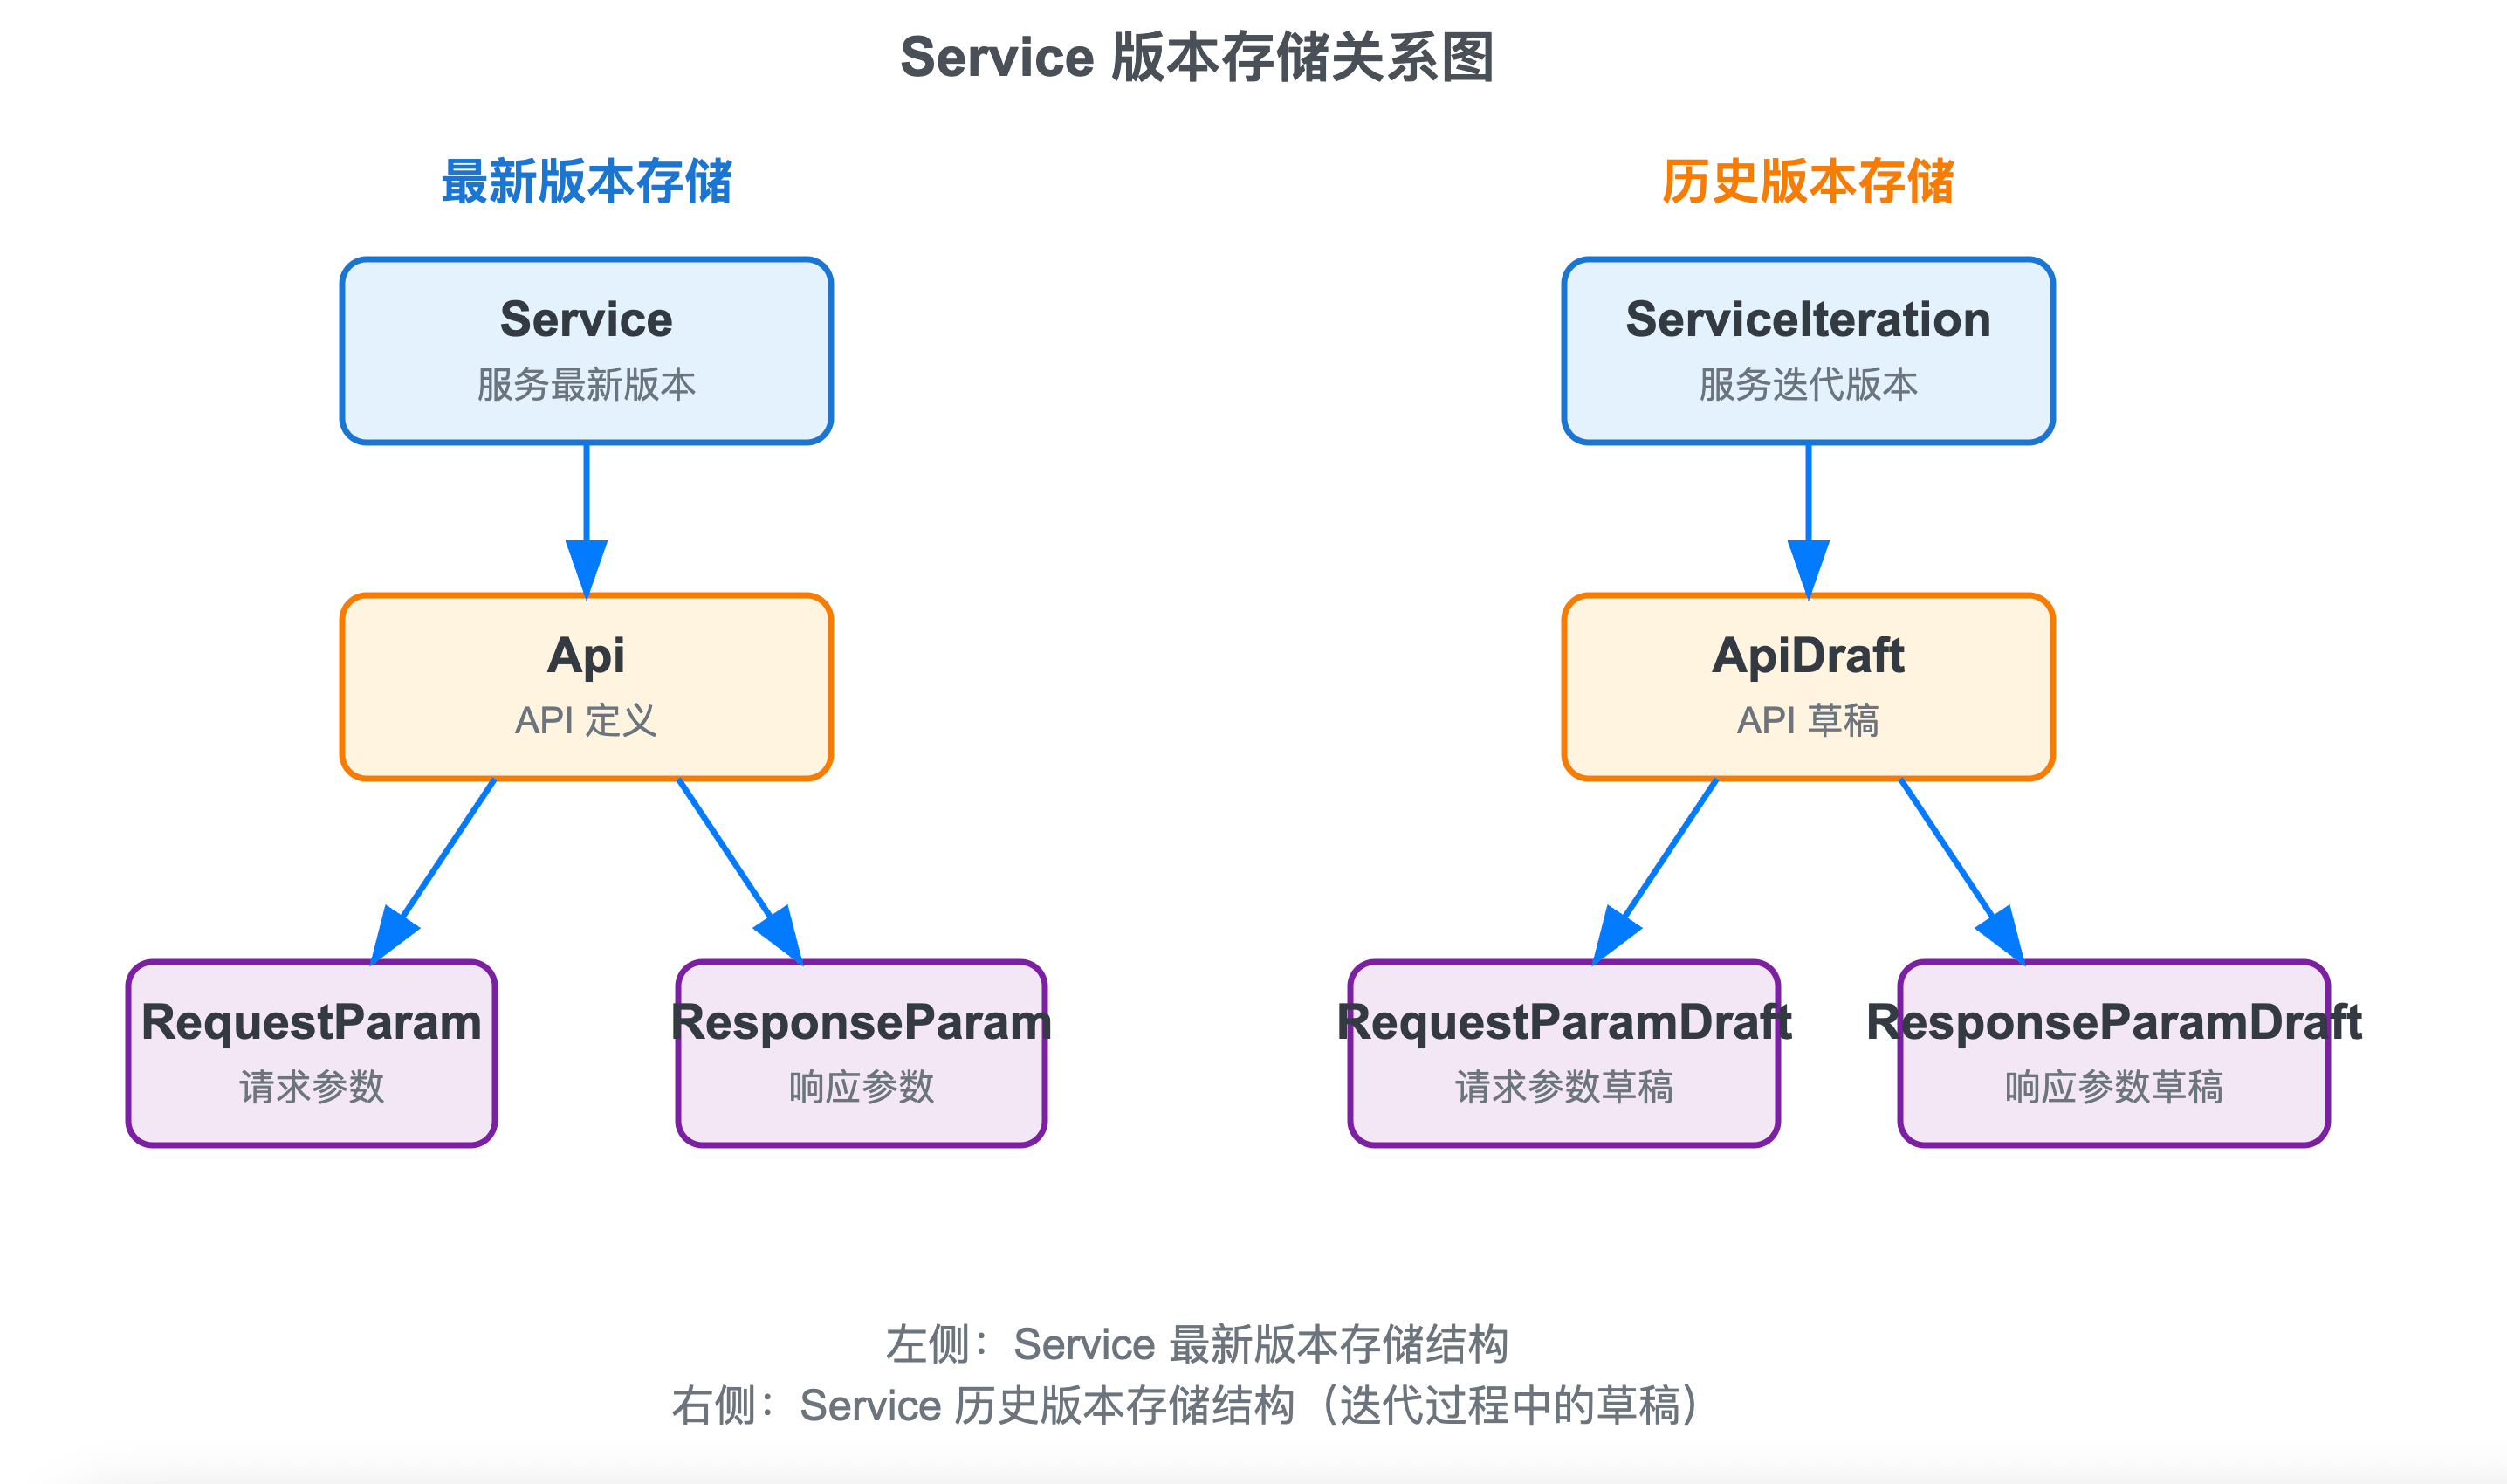 Service 版本存储关系图
最新版本存储
历史版本存储
Service
服务最新版本
ServiceIteration
服务迭代版本
Api
API 定义
ApiDraft
API 草稿
RequestParam
请求参数
ResponseParam
响应参数
RequestParamDraft
请求参数草稿
ResponseParamDraft
响应参数草稿
左侧：Service 最新版本存储结构
右侧：Service 历史版本存储结构（迭代过程中的草稿）